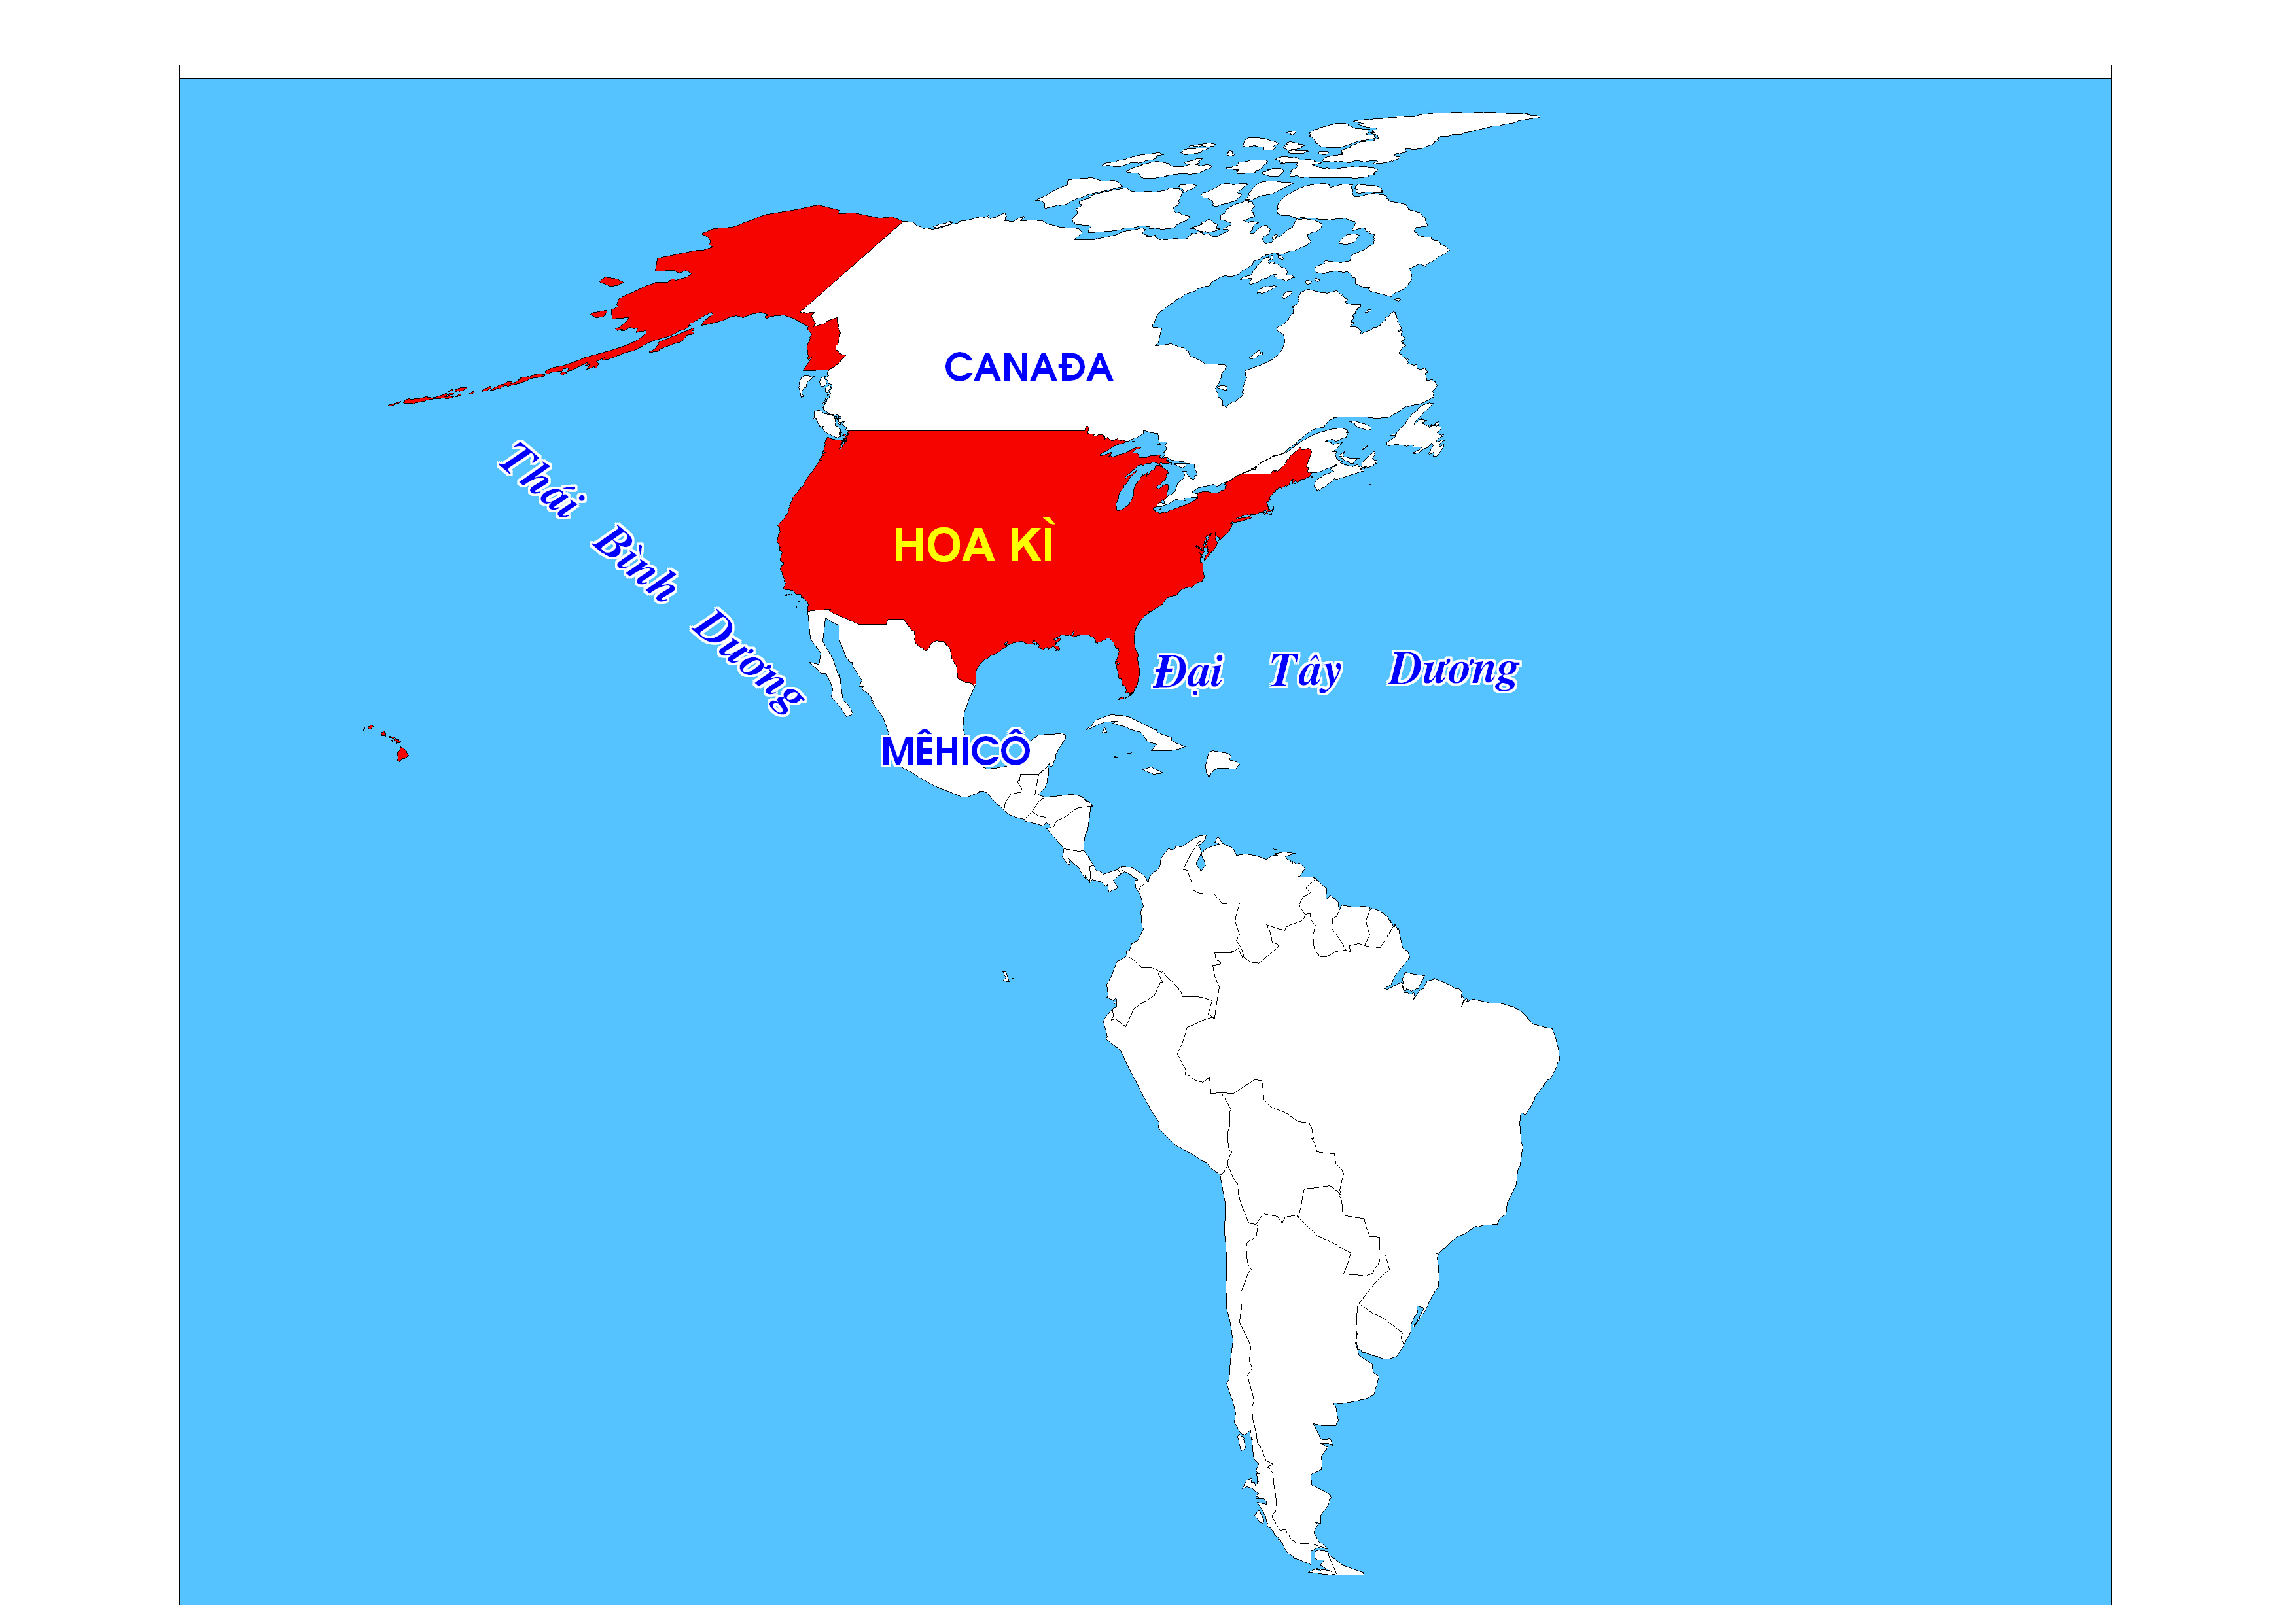 CANAĐA
Thái Bình Dương
HOA KÌ
Đại Tây Dương
MÊHICÔ